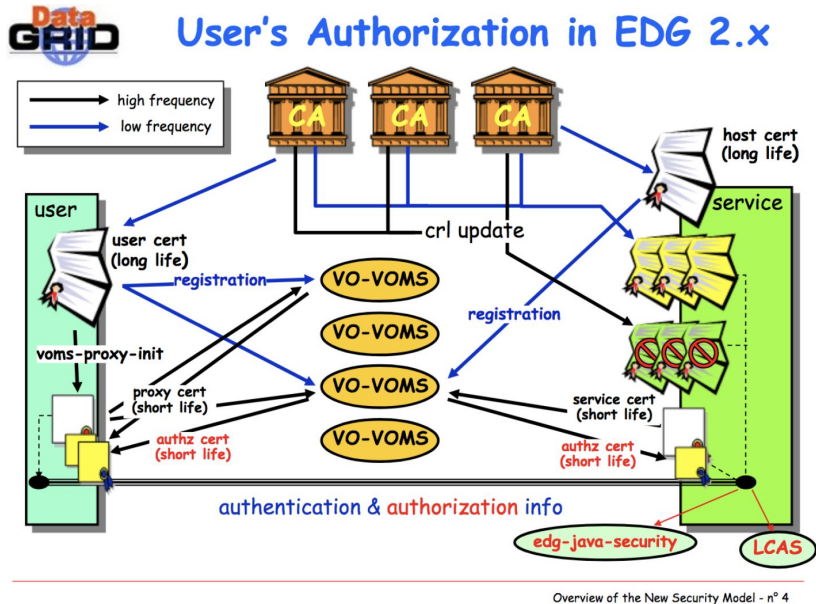 Data
GRID
User's Authorization in EDG 2.x
high frequency
low frequency
CA
CA
CA
host cert
(long life)
user
service
user cert
(long life)
crl update
registration
VO-VOMS
registration
VO-VOMS
voms-proxy-init
VO-VOMS
proxy cert
(short life)
service cert
(short life)
authz cert
(short life)
VO-VOMS
authz cert
(short life)
authentication & authorization info
edg-java-security
LCAS
Overview of the New Security Model - n° 4